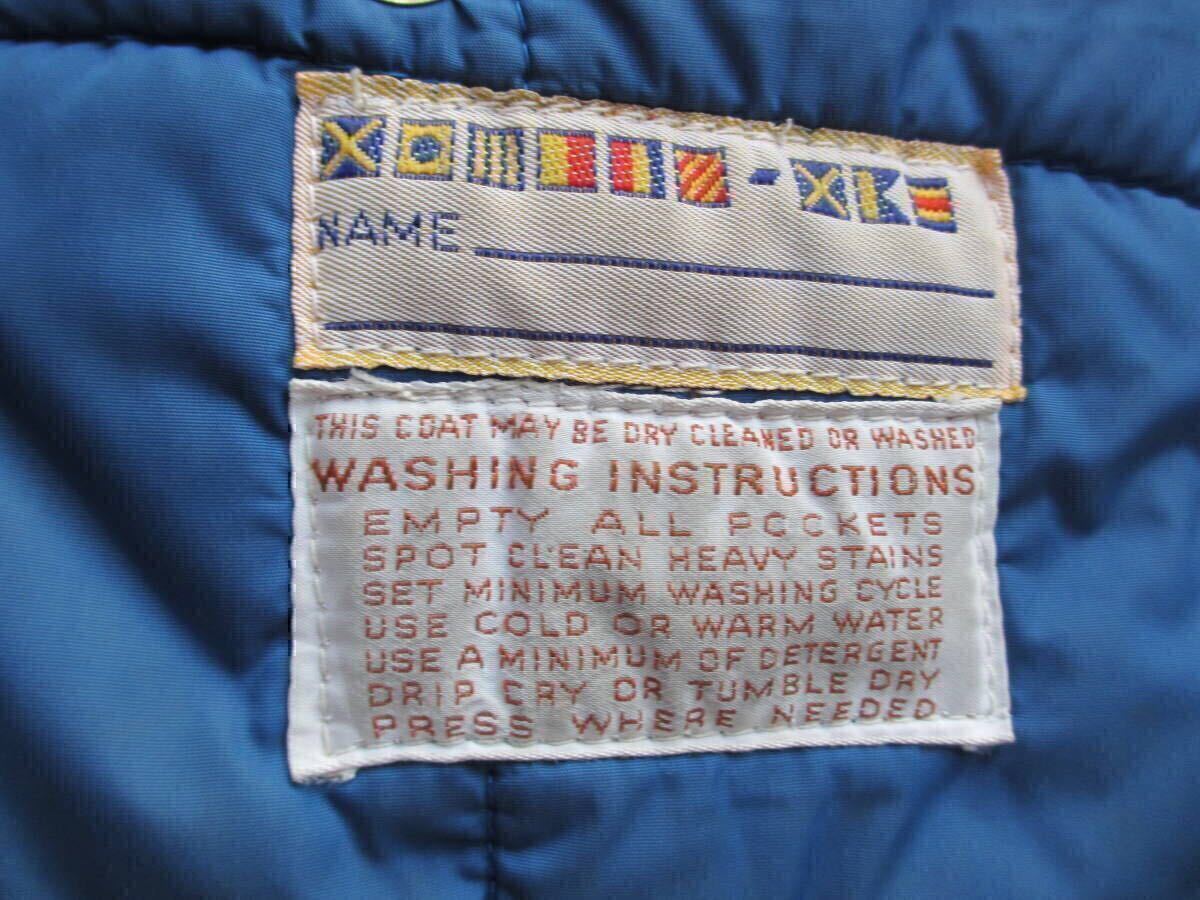 NAME
THIS COAT MAY BE DRY CLEANED OR WASHED
WASHING INSTRUCTIONS
EMPTY ALL POCKETS
SPOT CLEAN HEAVY STAINS
SET MINIMUM WASHING CYCLE
USE COLD OR WARM WATER
USE A MINIMUM OF DETERGENT
DRIP DRY OR TUMBLE DRY
PRESS WHERE NEEDED